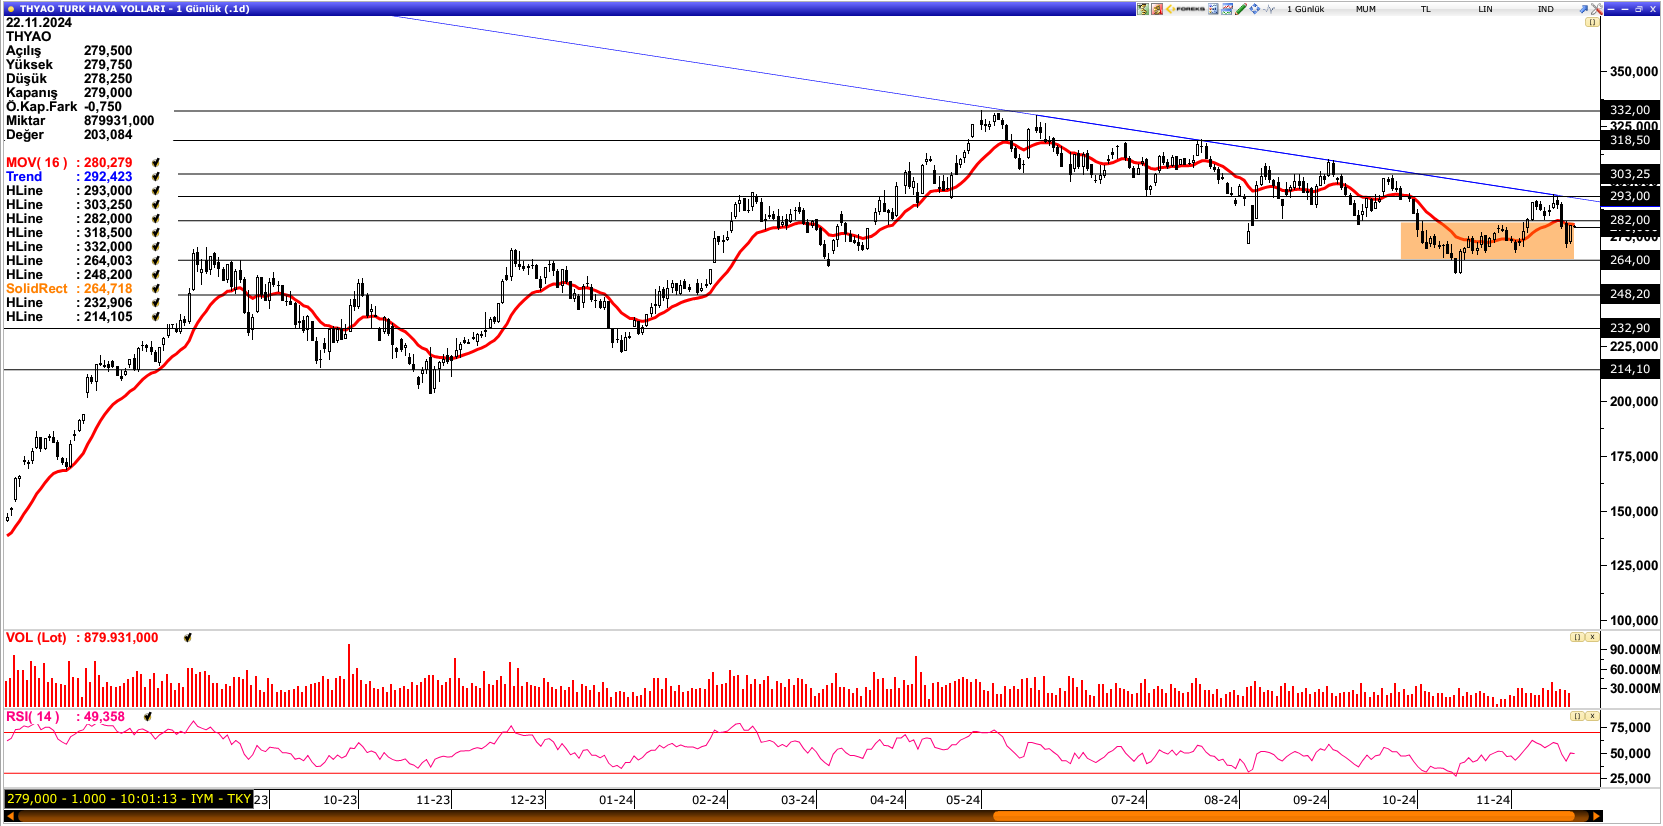 THYAO TURK HAVA YOLLARI - 1 Günlük (.1d)
FOREKS
1 Günlük MUM TL LIN IND
22.11.2024
THYAO
Açılış 279,500
Yüksek 279,750
Düşük 278,250
Kapanış 279,000
Ö.Kap.Fark -0,750
Miktar 879931,000
Değer 203,084
MOV( 16 ) : 280,279
Trend : 292,423
HLine : 293,000
HLine : 303,250
HLine : 282,000
HLine : 318,500
HLine : 332,000
HLine : 264,003
HLine : 248,200
SolidRect : 264,718
HLine : 232,906
HLine : 214,105
350,000
332,00
325,000
318,50
303,25
293,00
282,00
275,000
264,00
248,20
232,90
225,000
214,10
200,000
175,000
150,000
125,000
100,000
VOL (Lot) : 879.931,000
90.000M
60.000M
30.000M
RSI( 14 ) : 49,358
75,000
50,000
25,000
279,000 - 1.000 - 10:01:13 - IYM - TKY
23 10-23 11-23 12-23 01-24 02-24 03-24 04-24 05-24 07-24 08-24 09-24 10-24 11-24